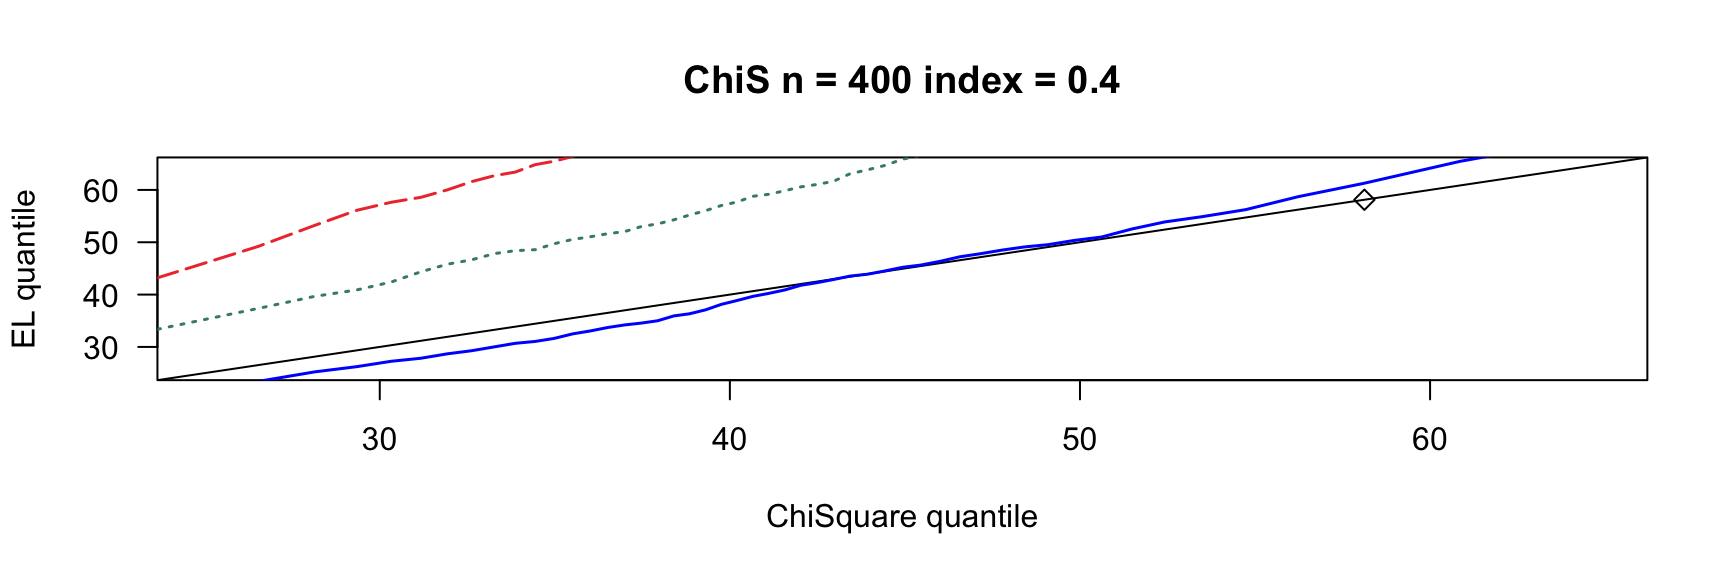 ChiS n = 400 index = 0.4
EL quantile
60
50
40
30
30 40 50 60
ChiSquare quantile